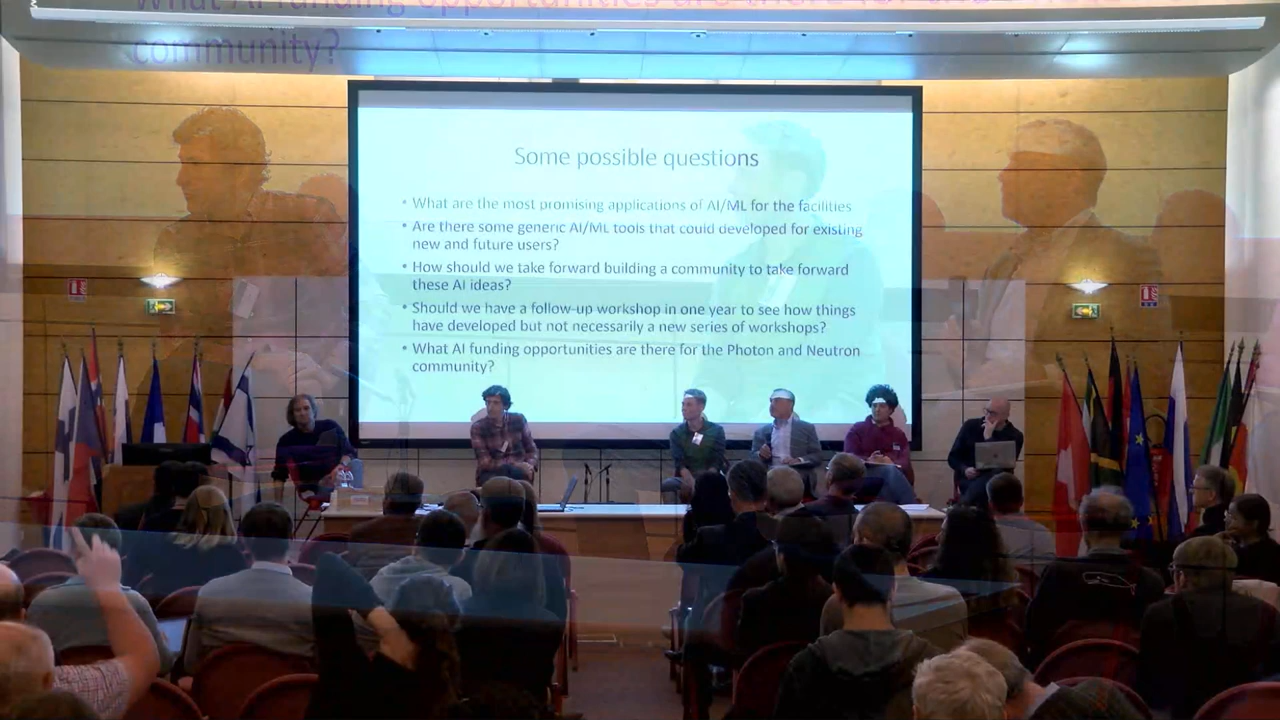 What AI funding opportunities are there for the Photon
community?
Some possible questions
• What are the most promising applications of AI/ML for the facilities
• Are there some generic AI/ML tools that could developed for existing
new and future users?
• How should we take forward building a community to take forward
these AI ideas?
• Should we have a follow-up workshop in one year to see how things
have developed but not necessarily a new series of workshops?
• What AI funding opportunities are there for the Photon and Neutron
community?